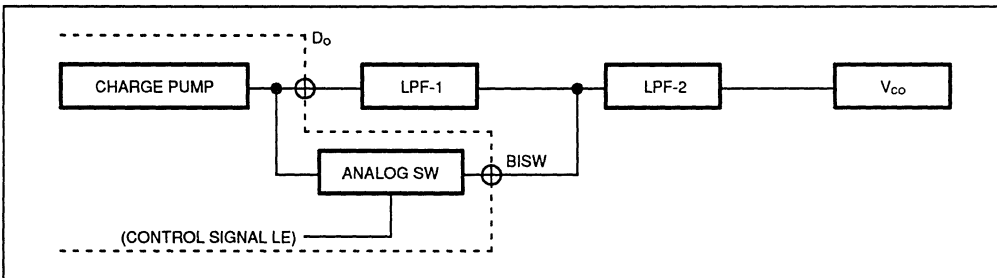 Do
CHARGE PUMP
LPF-1
LPF-2
Vco
ANALOG SW
BISW
(CONTROL SIGNAL LE)